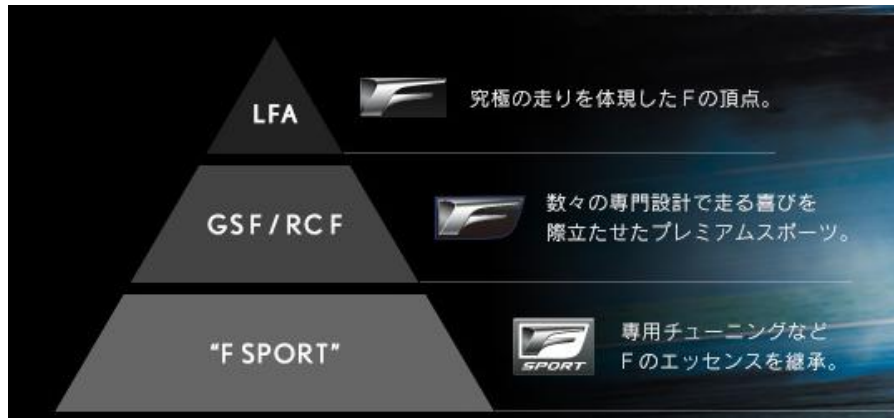 LFA
究極の走りを体現したFの頂点。
GSF/RCF
数々の専門設計で走る喜びを
際立たせたプレミアムスポーツ。
"F SPORT"
SPORT
専用チューニングなど
Fのエッセンスを継承。